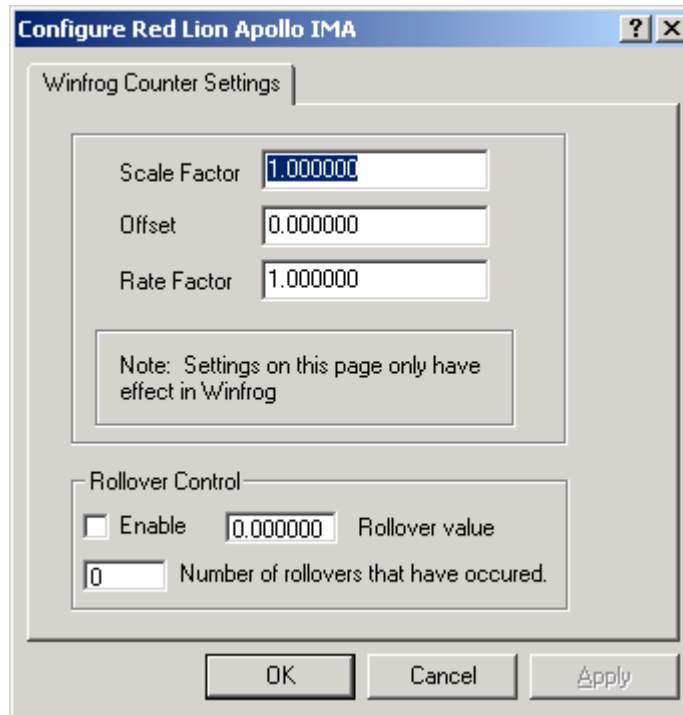 Configure Red Lion Apollo IMA
Winfrog Counter Settings
Scale Factor 1.000000
Offset 0.000000
Rate Factor 1.000000
Note: Settings on this page only have
effect in Winfrog
Rollover Control
Enable 0.000000 Rollover value
0 Number of rollovers that have occured.
OK Cancel Apply